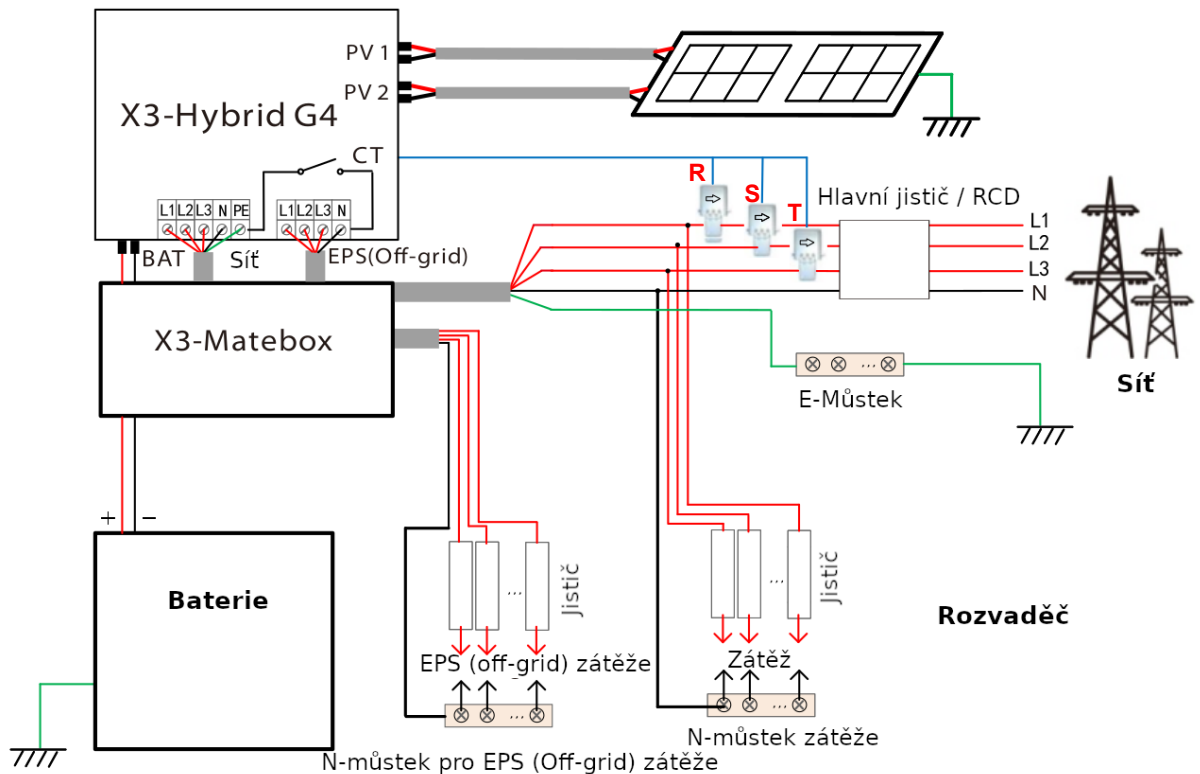 PV 1
PV 2
X3-Hybrid G4
CT
L1 L2 L3 N PE
L1 L2 L3 N
BAT
Síť
EPS(Off-grid)
R
S
T
Hlavní jistič / RCD
L1
L2
L3
N
Síť
X3-Matebox
E-Můstek
+
−
Baterie
...
Jistič
EPS (off-grid) zátěže
...
N-můstek pro EPS (Off-grid) zátěže
...
Jistič
Zátěž
...
N-můstek zátěže
Rozvaděč
...